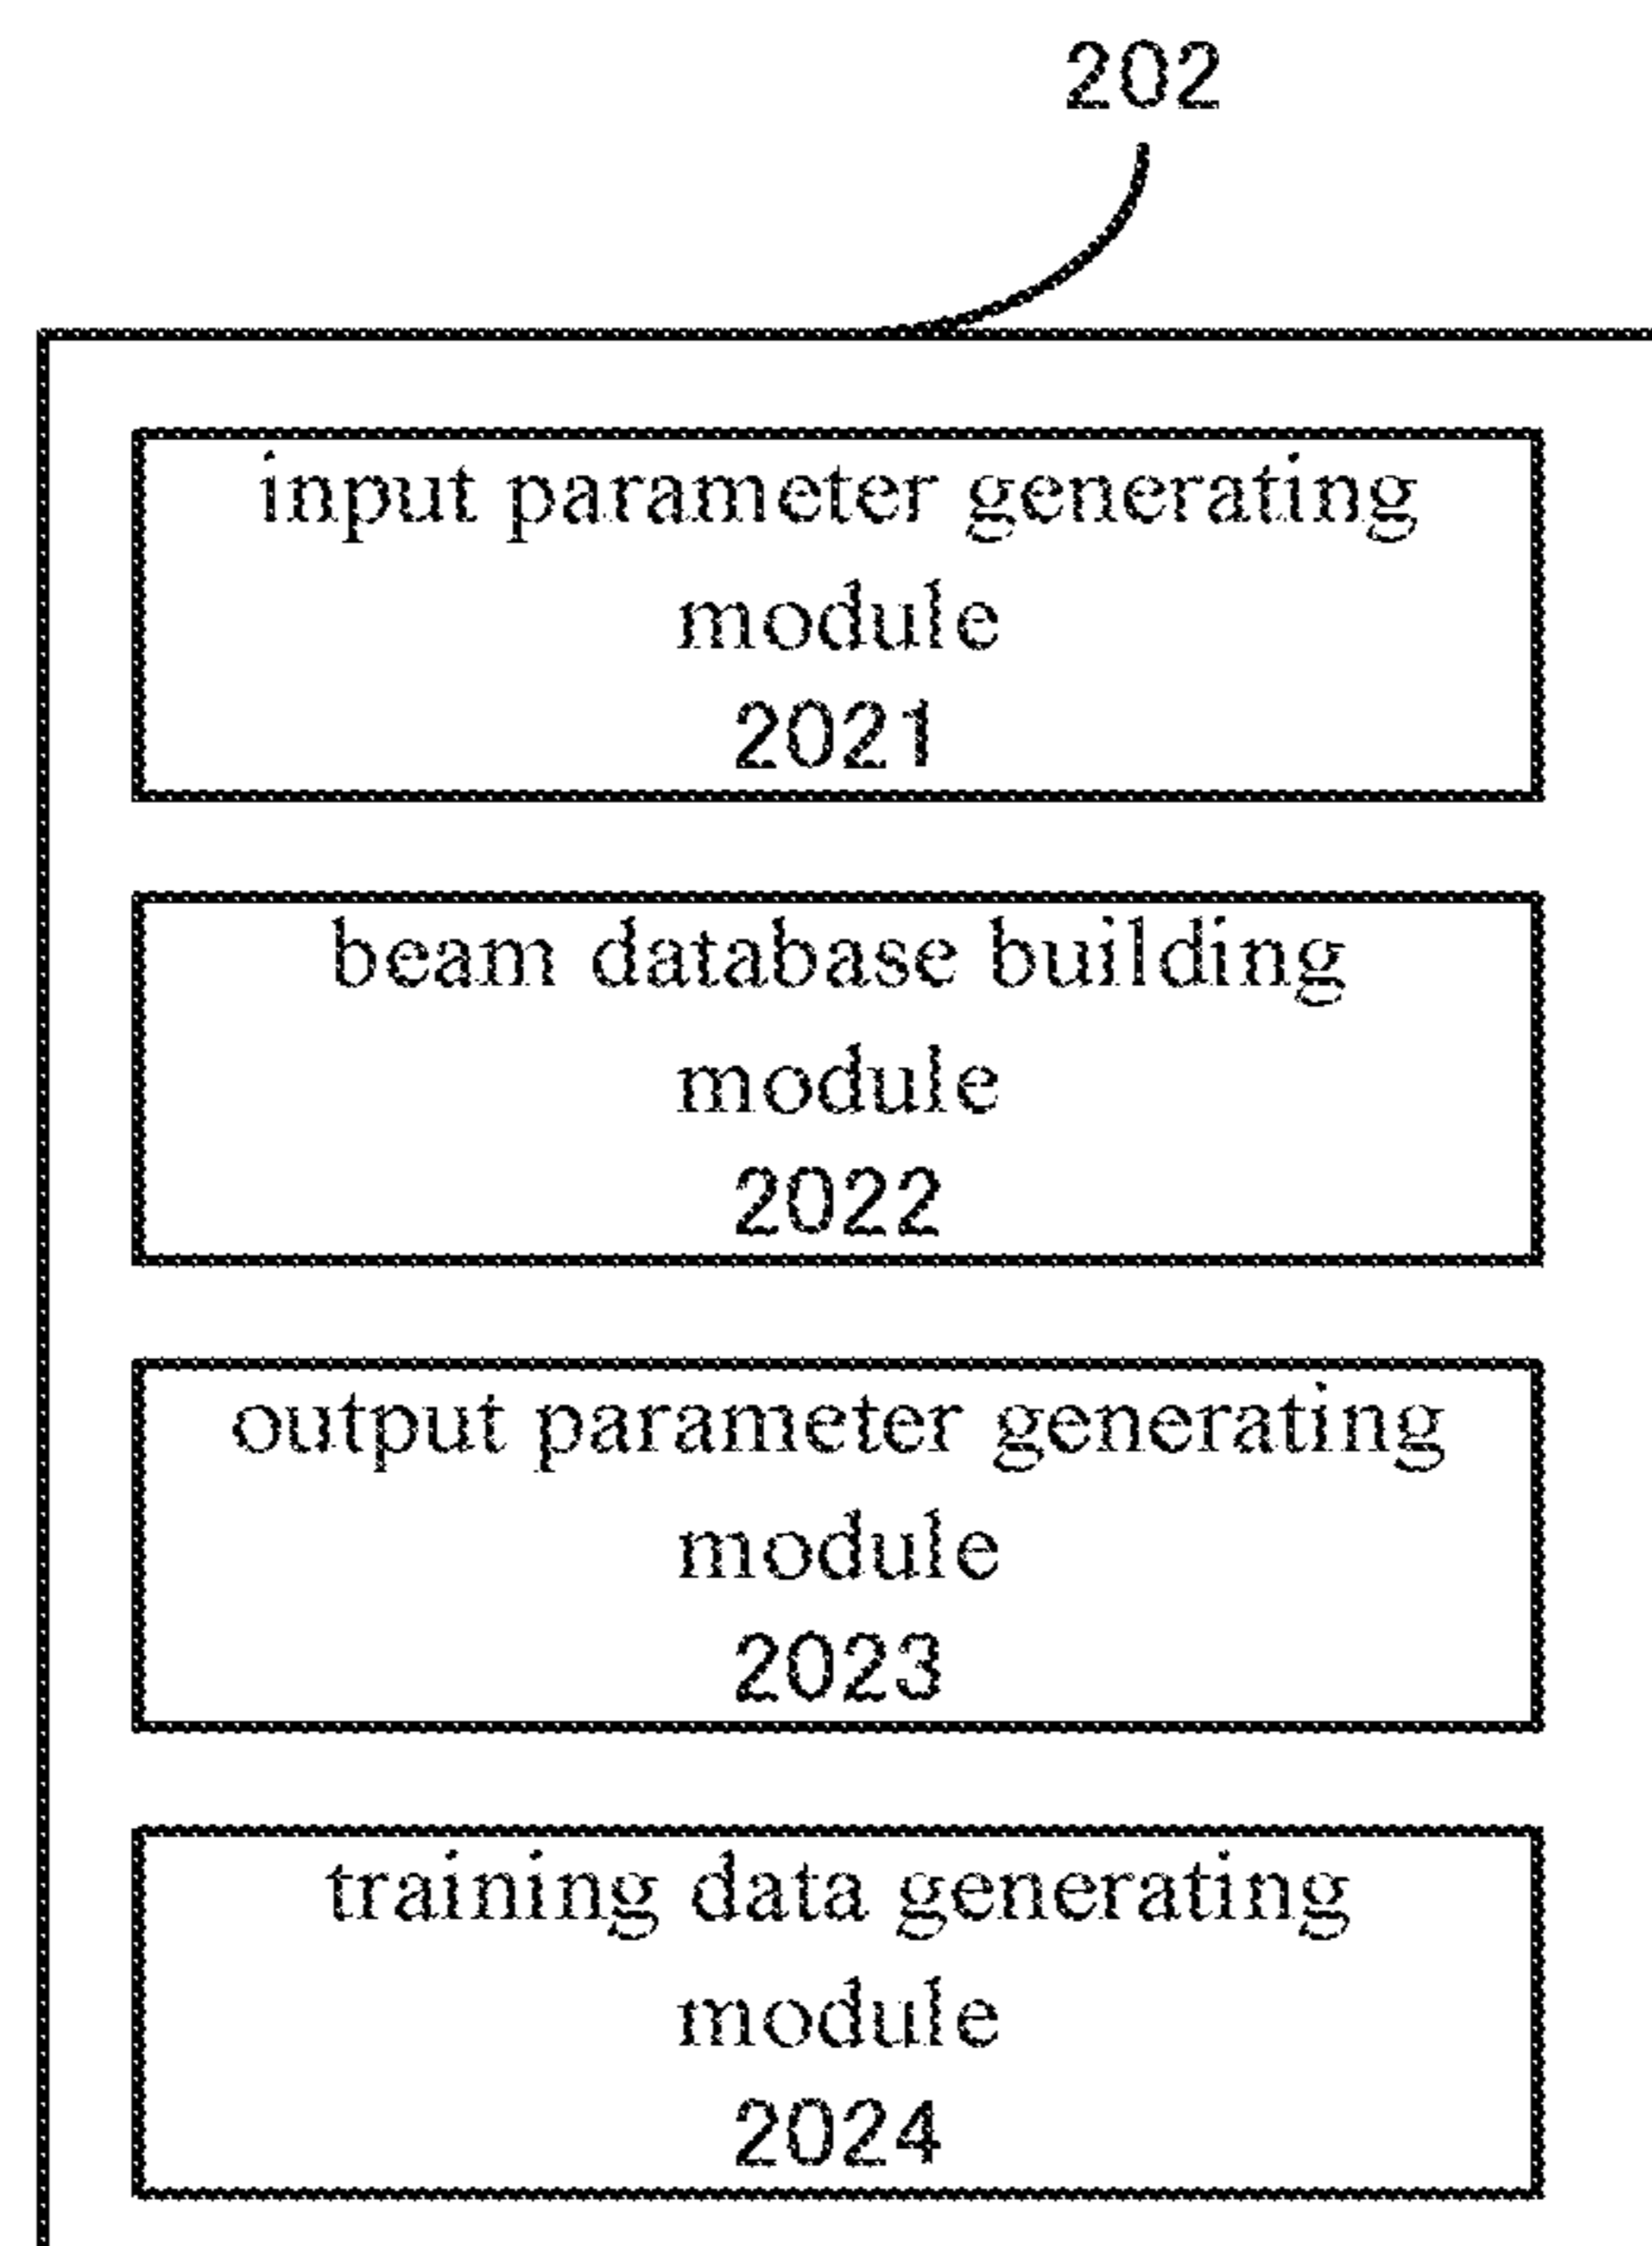 202
input parameter generating
module
2021
beam database building
module
2022
output parameter generating
module
2023
training data generating
module
2024